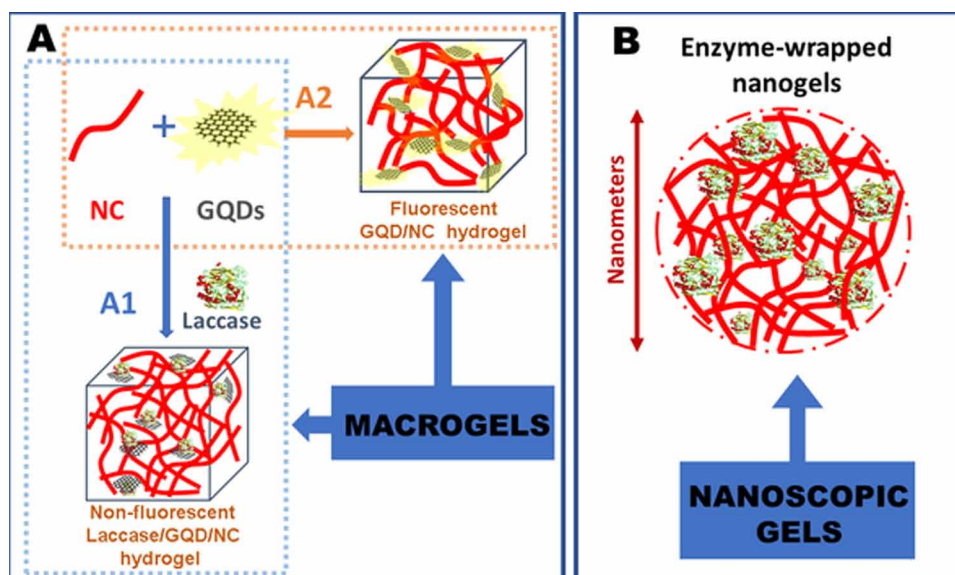 A
A2
+
NC
GQDs
Fluorescent
GQD/NC hydrogel
A1
Laccase
MACROGELS
Non-fluorescent
Laccase/GQD/NC
hydrogel
B
Enzyme-wrapped
nanogels
Nanometers
NANOSCOPIC
GELS